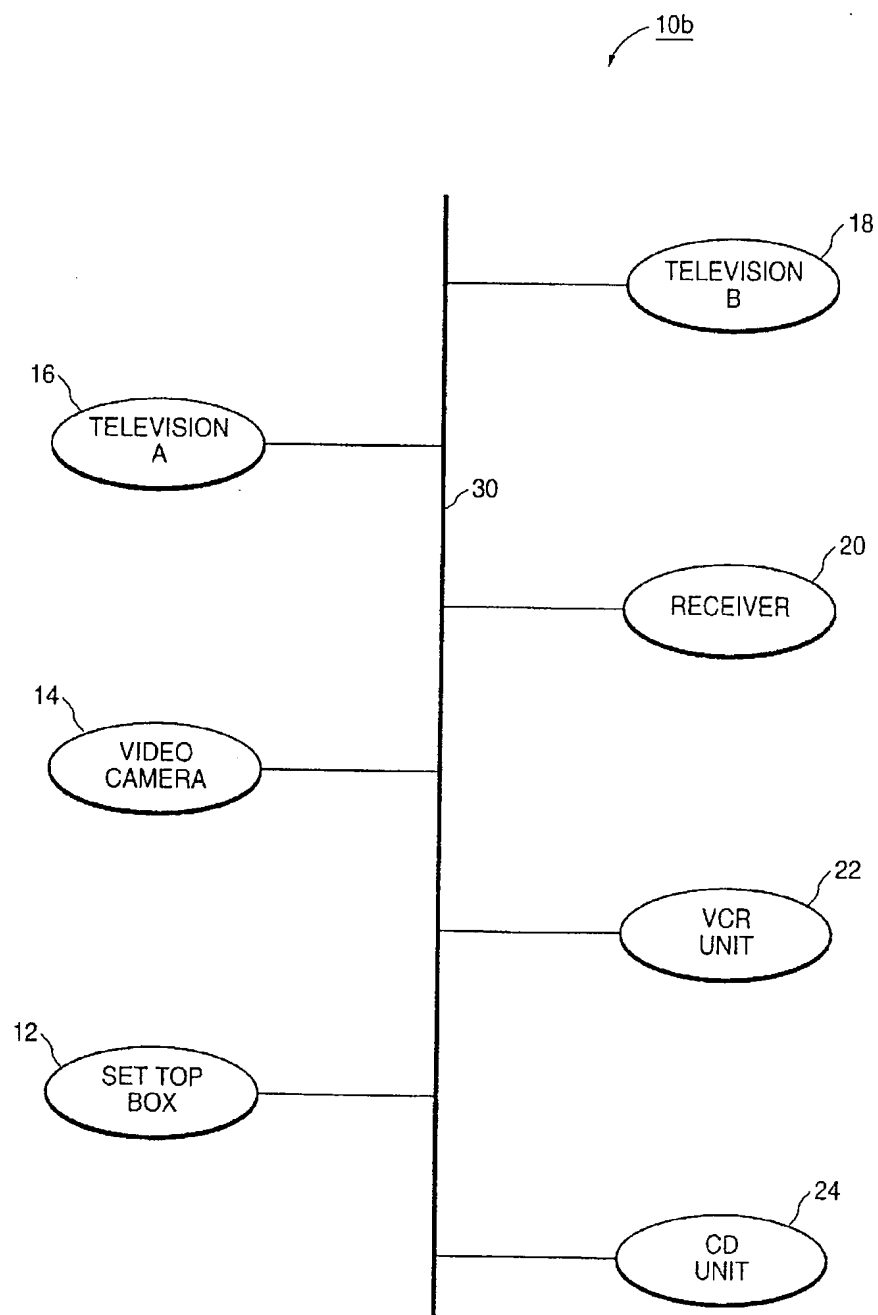 10b
18
TELEVISION
B
16
TELEVISION
A
30
20
RECEIVER
14
VIDEO
CAMERA
22
VCR
UNIT
12
SET TOP
BOX
24
CD
UNIT